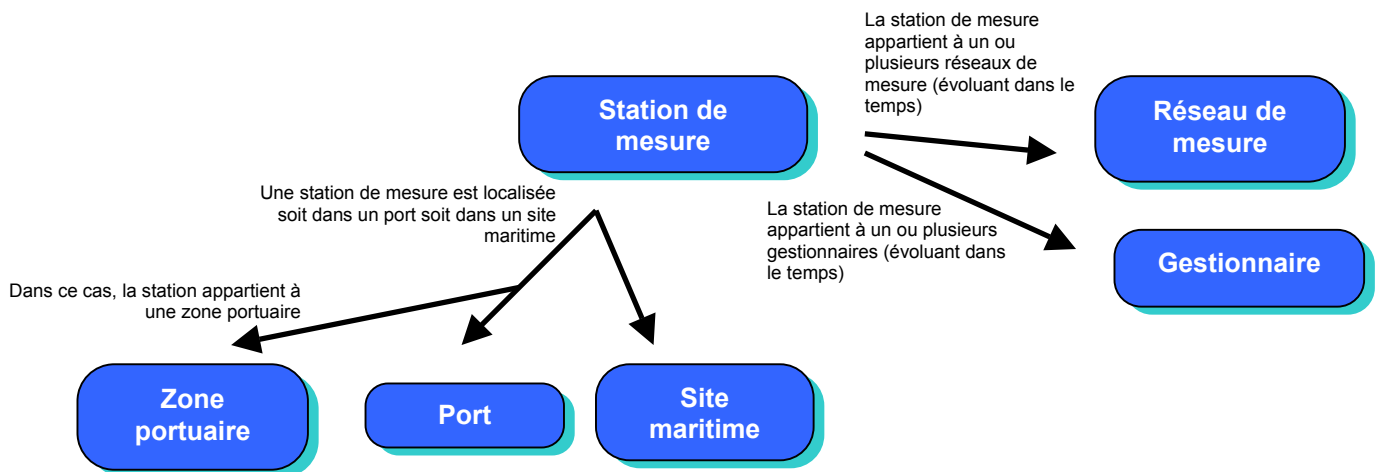 La station de mesure
appartient à un ou
plusieurs réseaux de
mesure (évoluant dans le
temps)
Station de
mesure
Réseau de
mesure
Une station de mesure est localisée
soit dans un port soit dans un site
maritime
La station de mesure
appartient à un ou plusieurs
gestionnaires (évoluant dans
le temps)
Gestionnaire
Dans ce cas, la station appartient à
une zone portuaire
Zone
portuaire
Port
Site
maritime